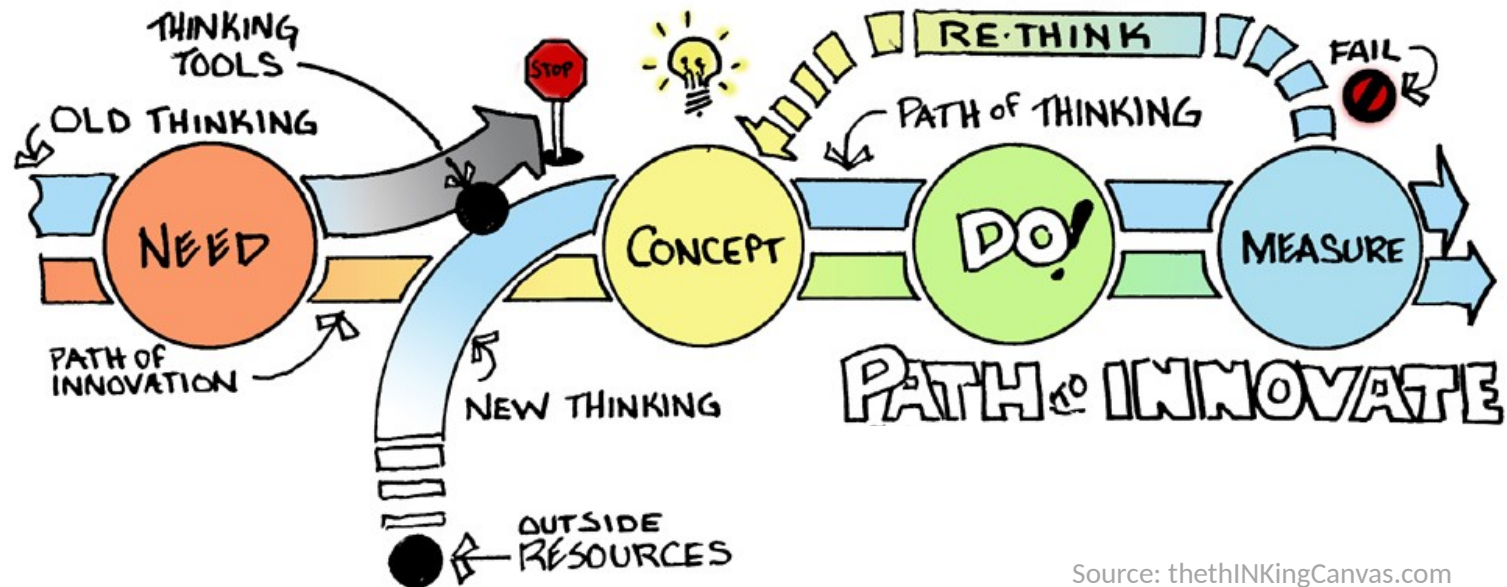 THINKING
TOOLS
STOP
RE-THINK
FAIL
OLD THINKING
PATH OF THINKING
NEED
CONCEPT
DO!
MEASURE
PATH OF
INNOVATION
NEW THINKING
PATH TO INNOVATE
OUTSIDE
RESOURCES
Source: thethINKingCanvas.com